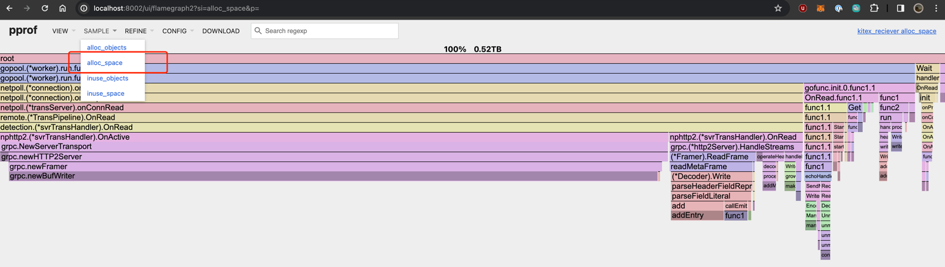 localhost:8002/ui/flamegraph2?si=alloc_space&p=
pprof
VIEW
SAMPLE
REFINE
CONFIG
DOWNLOAD
Search regexp
kitex_reciever alloc_space
alloc_objects
alloc_space
inuse_objects
inuse_space
100% 0.52TB
root
gopool.(*worker).run.fu
Wait
gopool.(*worker).run.fu
handler
netpoll.(*connection).on
gofunc.init.0.func1.1
OnRead
netpoll.(*connection).on
OnRead.func1.1
func1
init
netpoll.(*transServer).onConnRead
func1.1
Get
func2
remote.(*TransPipeline).OnRead
func1.1
run
detection.(*svrTransHandler).OnRead
func1.1
nphttp2.(*svrTransHandler).OnActive
nphttp2.(*svrTransHandler).OnRead
func1.1
grpc.NewServerTransport
grpc.(*http2Server).HandleStreams
func1.1
grpc.newHTTP2Server
(*Framer).ReadFrame
func1.1
grpc.newFramer
readMetaFrame
func1
grpc.newBufWriter
(*Decoder).Write
echoHandle
parseHeaderFieldRepr
parseFieldLiteral
add
callEmit
addEntry
func1